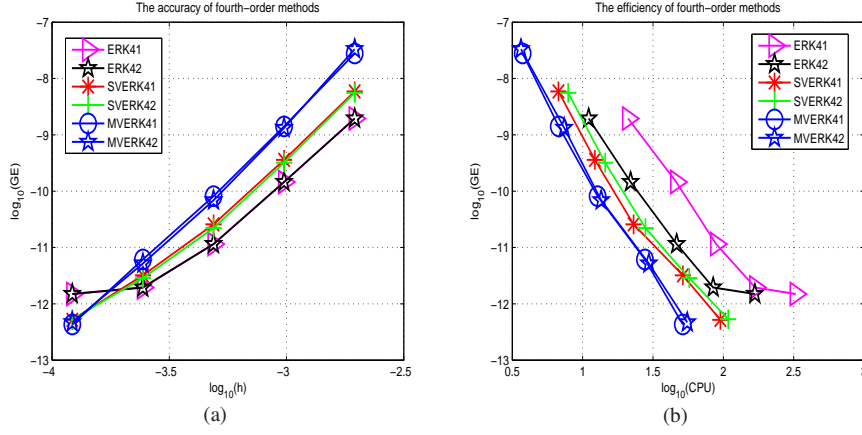 The accuracy of fourth−order methods
−7
−8
−9
−10
−11
−12
−13
log10(GE)
ERK41
ERK42
SVERK41
SVERK42
MVERK41
MVERK42
−4
−3.5
−3
−2.5
log10(h)
(a)
The efficiency of fourth−order methods
−7
−8
−9
−10
−11
−12
−13
log10(GE)
ERK41
ERK42
SVERK41
SVERK42
MVERK41
MVERK42
0.5
1
1.5
2
2.5
3
log10(CPU)
(b)